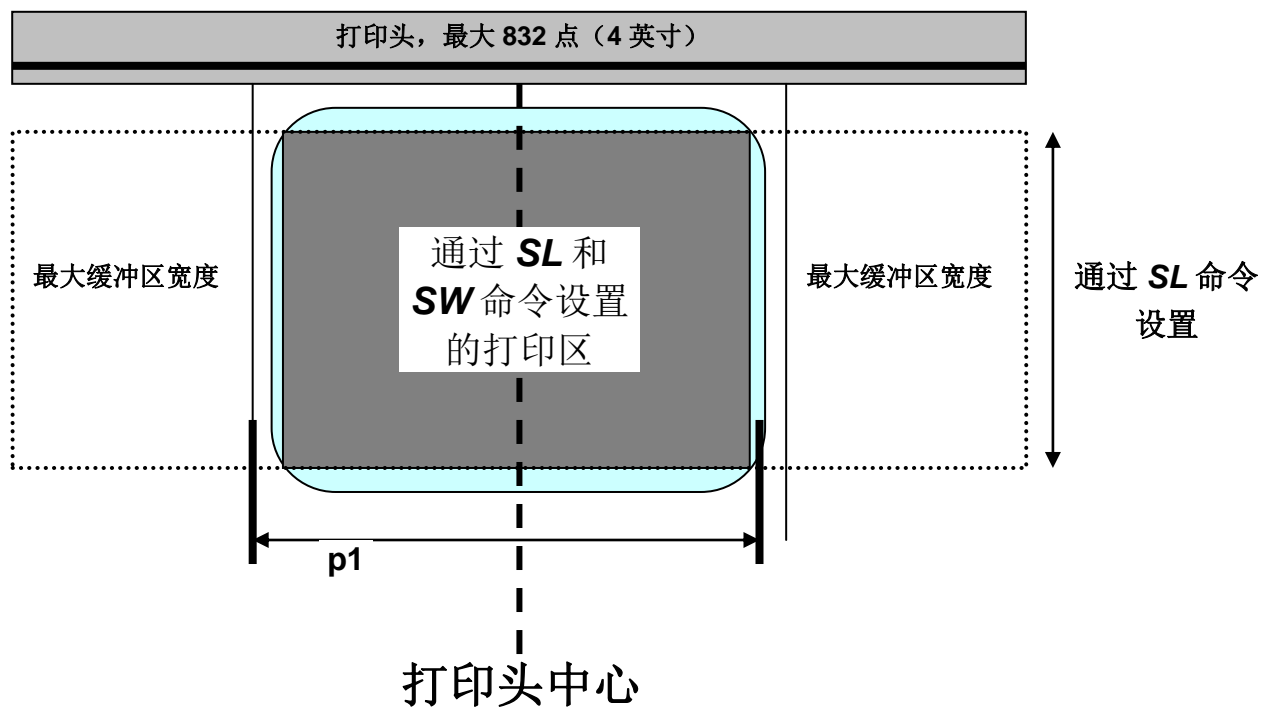 打印头，最大 832 点（4 英寸）
通过 SL 和
SW 命令设置
的打印区
最大缓冲区宽度
最大缓冲区宽度
通过 SL 命令
设置
p1
打印头中心